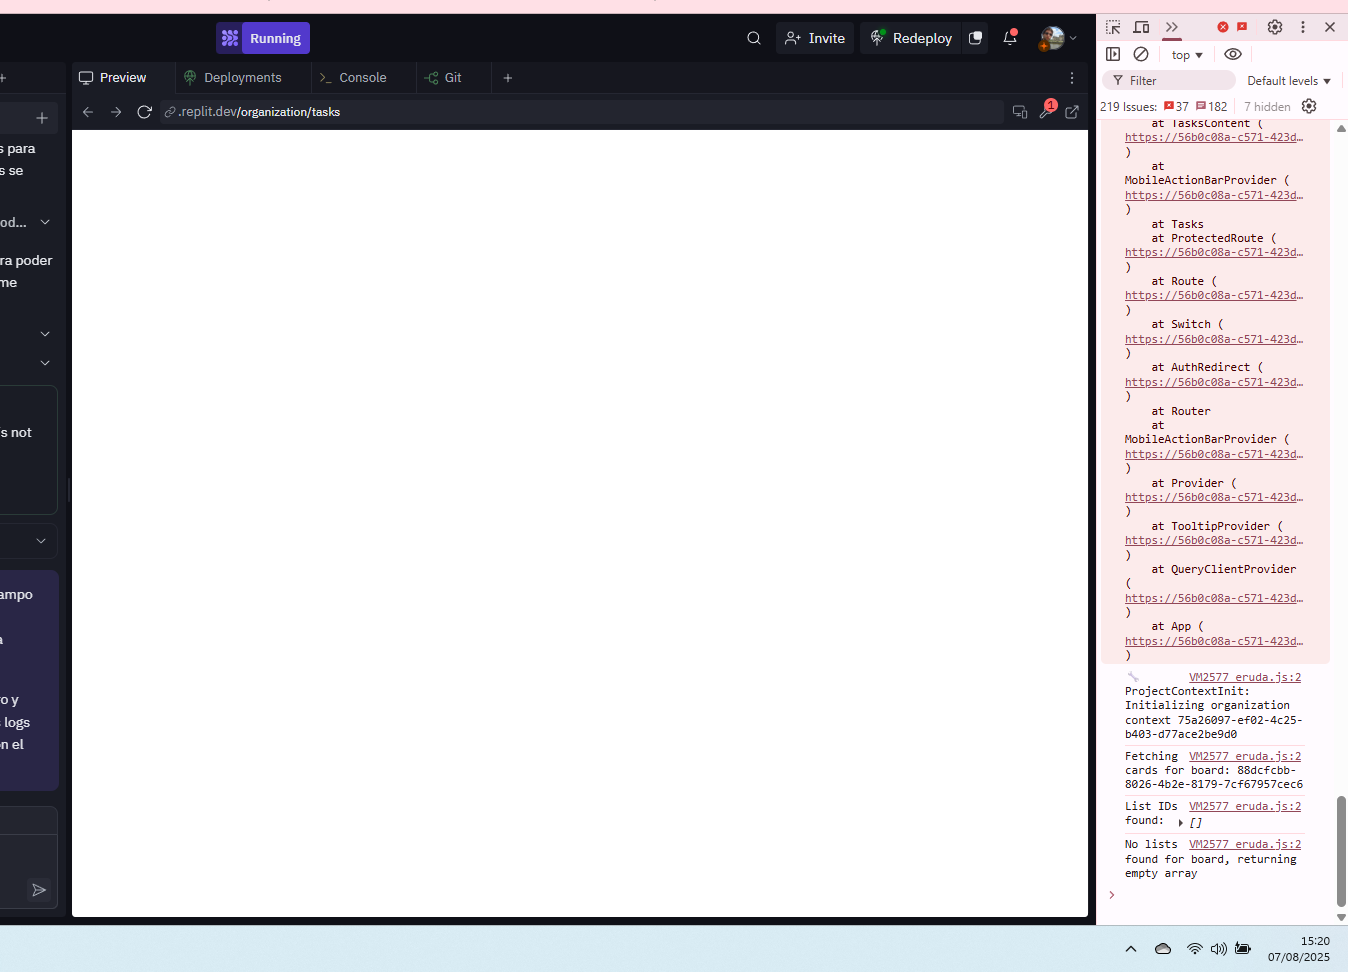 Running
Invite
Redeploy
Preview
Deployments
Console
Git
.replit.dev/organization/tasks
1
s para
s se
od...
ra poder
me
s not
ampo
a
o y
logs
n el
top
Filter
Default levels
219 Issues: 37 182
7 hidden
at TasksContent (
https://56b0c08a-c571-423d…
)
at
MobileActionBarProvider (
https://56b0c08a-c571-423d…
)
at Tasks
at ProtectedRoute (
https://56b0c08a-c571-423d…
)
at Route (
https://56b0c08a-c571-423d…
)
at Switch (
https://56b0c08a-c571-423d…
)
at AuthRedirect (
https://56b0c08a-c571-423d…
)
at Router
at
MobileActionBarProvider (
https://56b0c08a-c571-423d…
)
at Provider (
https://56b0c08a-c571-423d…
)
at TooltipProvider (
https://56b0c08a-c571-423d…
)
at QueryClientProvider
(
https://56b0c08a-c571-423d…
)
at App (
https://56b0c08a-c571-423d…
)
VM2577 eruda.js:2
ProjectContextInit:
Initializing organization
context 75a26097-ef02-4c25-
b403-d77ace2be9d0
Fetching VM2577 eruda.js:2
cards for board: 88dcfcbb-
8026-4b2e-8179-7cf67957cec6
List IDs VM2577 eruda.js:2
found: []
No lists VM2577 eruda.js:2
found for board, returning
empty array
15:20
07/08/2025